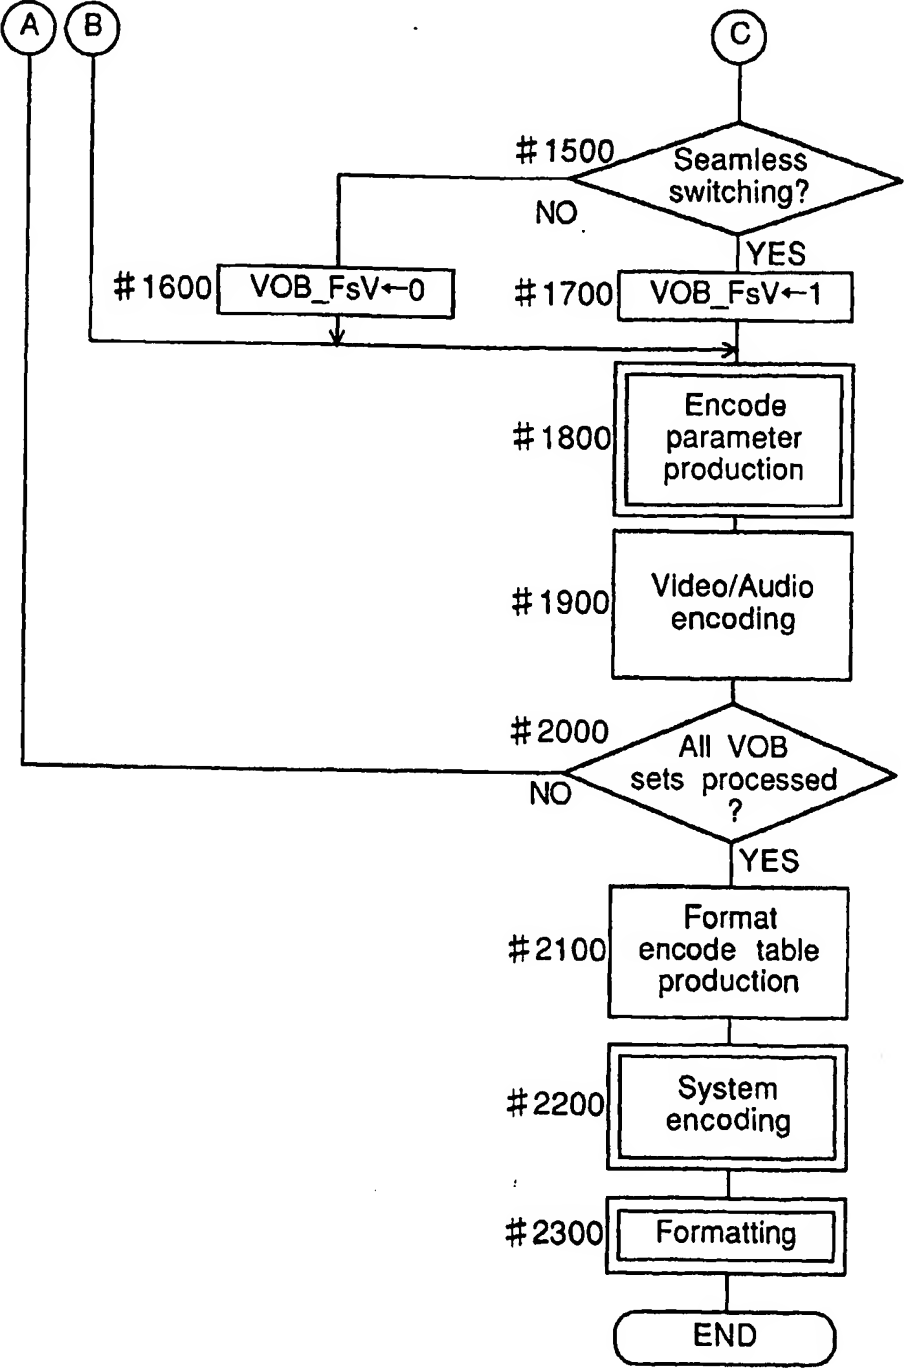 A
B
C
#1500
Seamless
switching?
NO
YES
#1600
VOB_FsV←0
#1700
VOB_FsV←1
#1800
Encode
parameter
production
#1900
Video/Audio
encoding
#2000
All VOB
sets processed
?
NO
YES
#2100
Format
encode table
production
#2200
System
encoding
#2300
Formatting
END